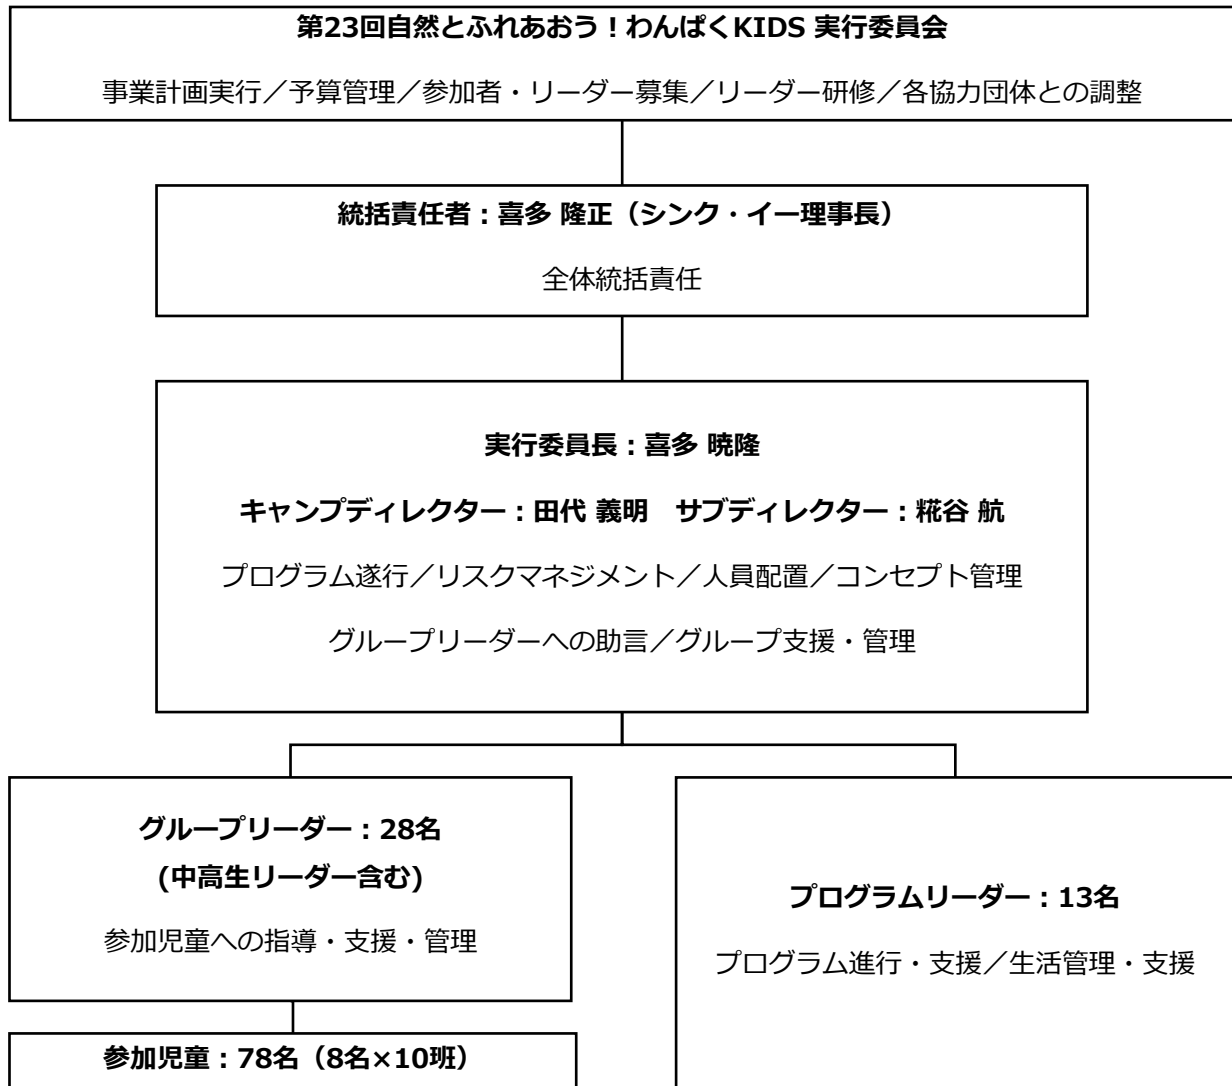 第23回自然とふれあおう！わんぱくKIDS 実行委員会
事業計画実行／予算管理／参加者・リーダー募集／リーダー研修／各協力団体との調整
統括責任者：喜多 隆正（シンク・イー理事長）
全体統括責任
実行委員長：喜多 暁隆
キャンプディレクター：田代 義明　サブディレクター：糀谷 航
プログラム遂行／リスクマネジメント／人員配置／コンセプト管理
グループリーダーへの助言／グループ支援・管理
グループリーダー：28名
(中高生リーダー含む)
参加児童への指導・支援・管理
参加児童：78名（8名×10班）
プログラムリーダー：13名
プログラム進行・支援／生活管理・支援